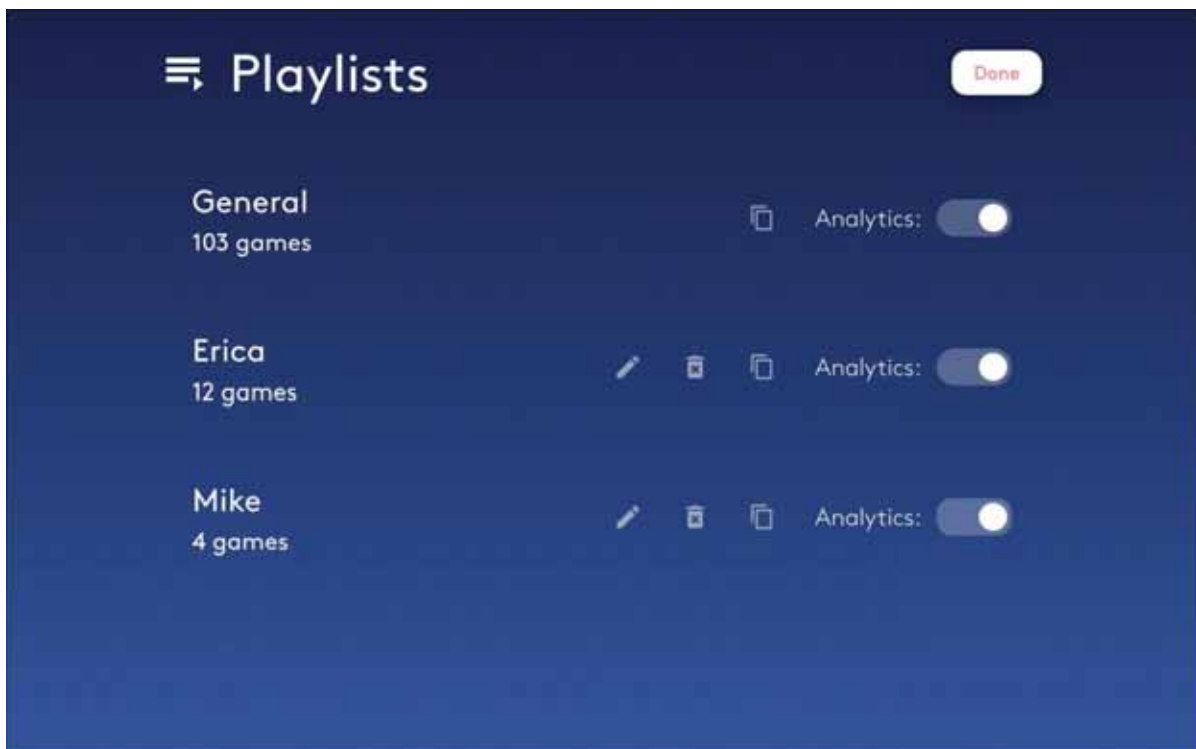 Playlists
Done
General
103 games
Analytics:
Erica
12 games
Analytics:
Mike
4 games
Analytics: